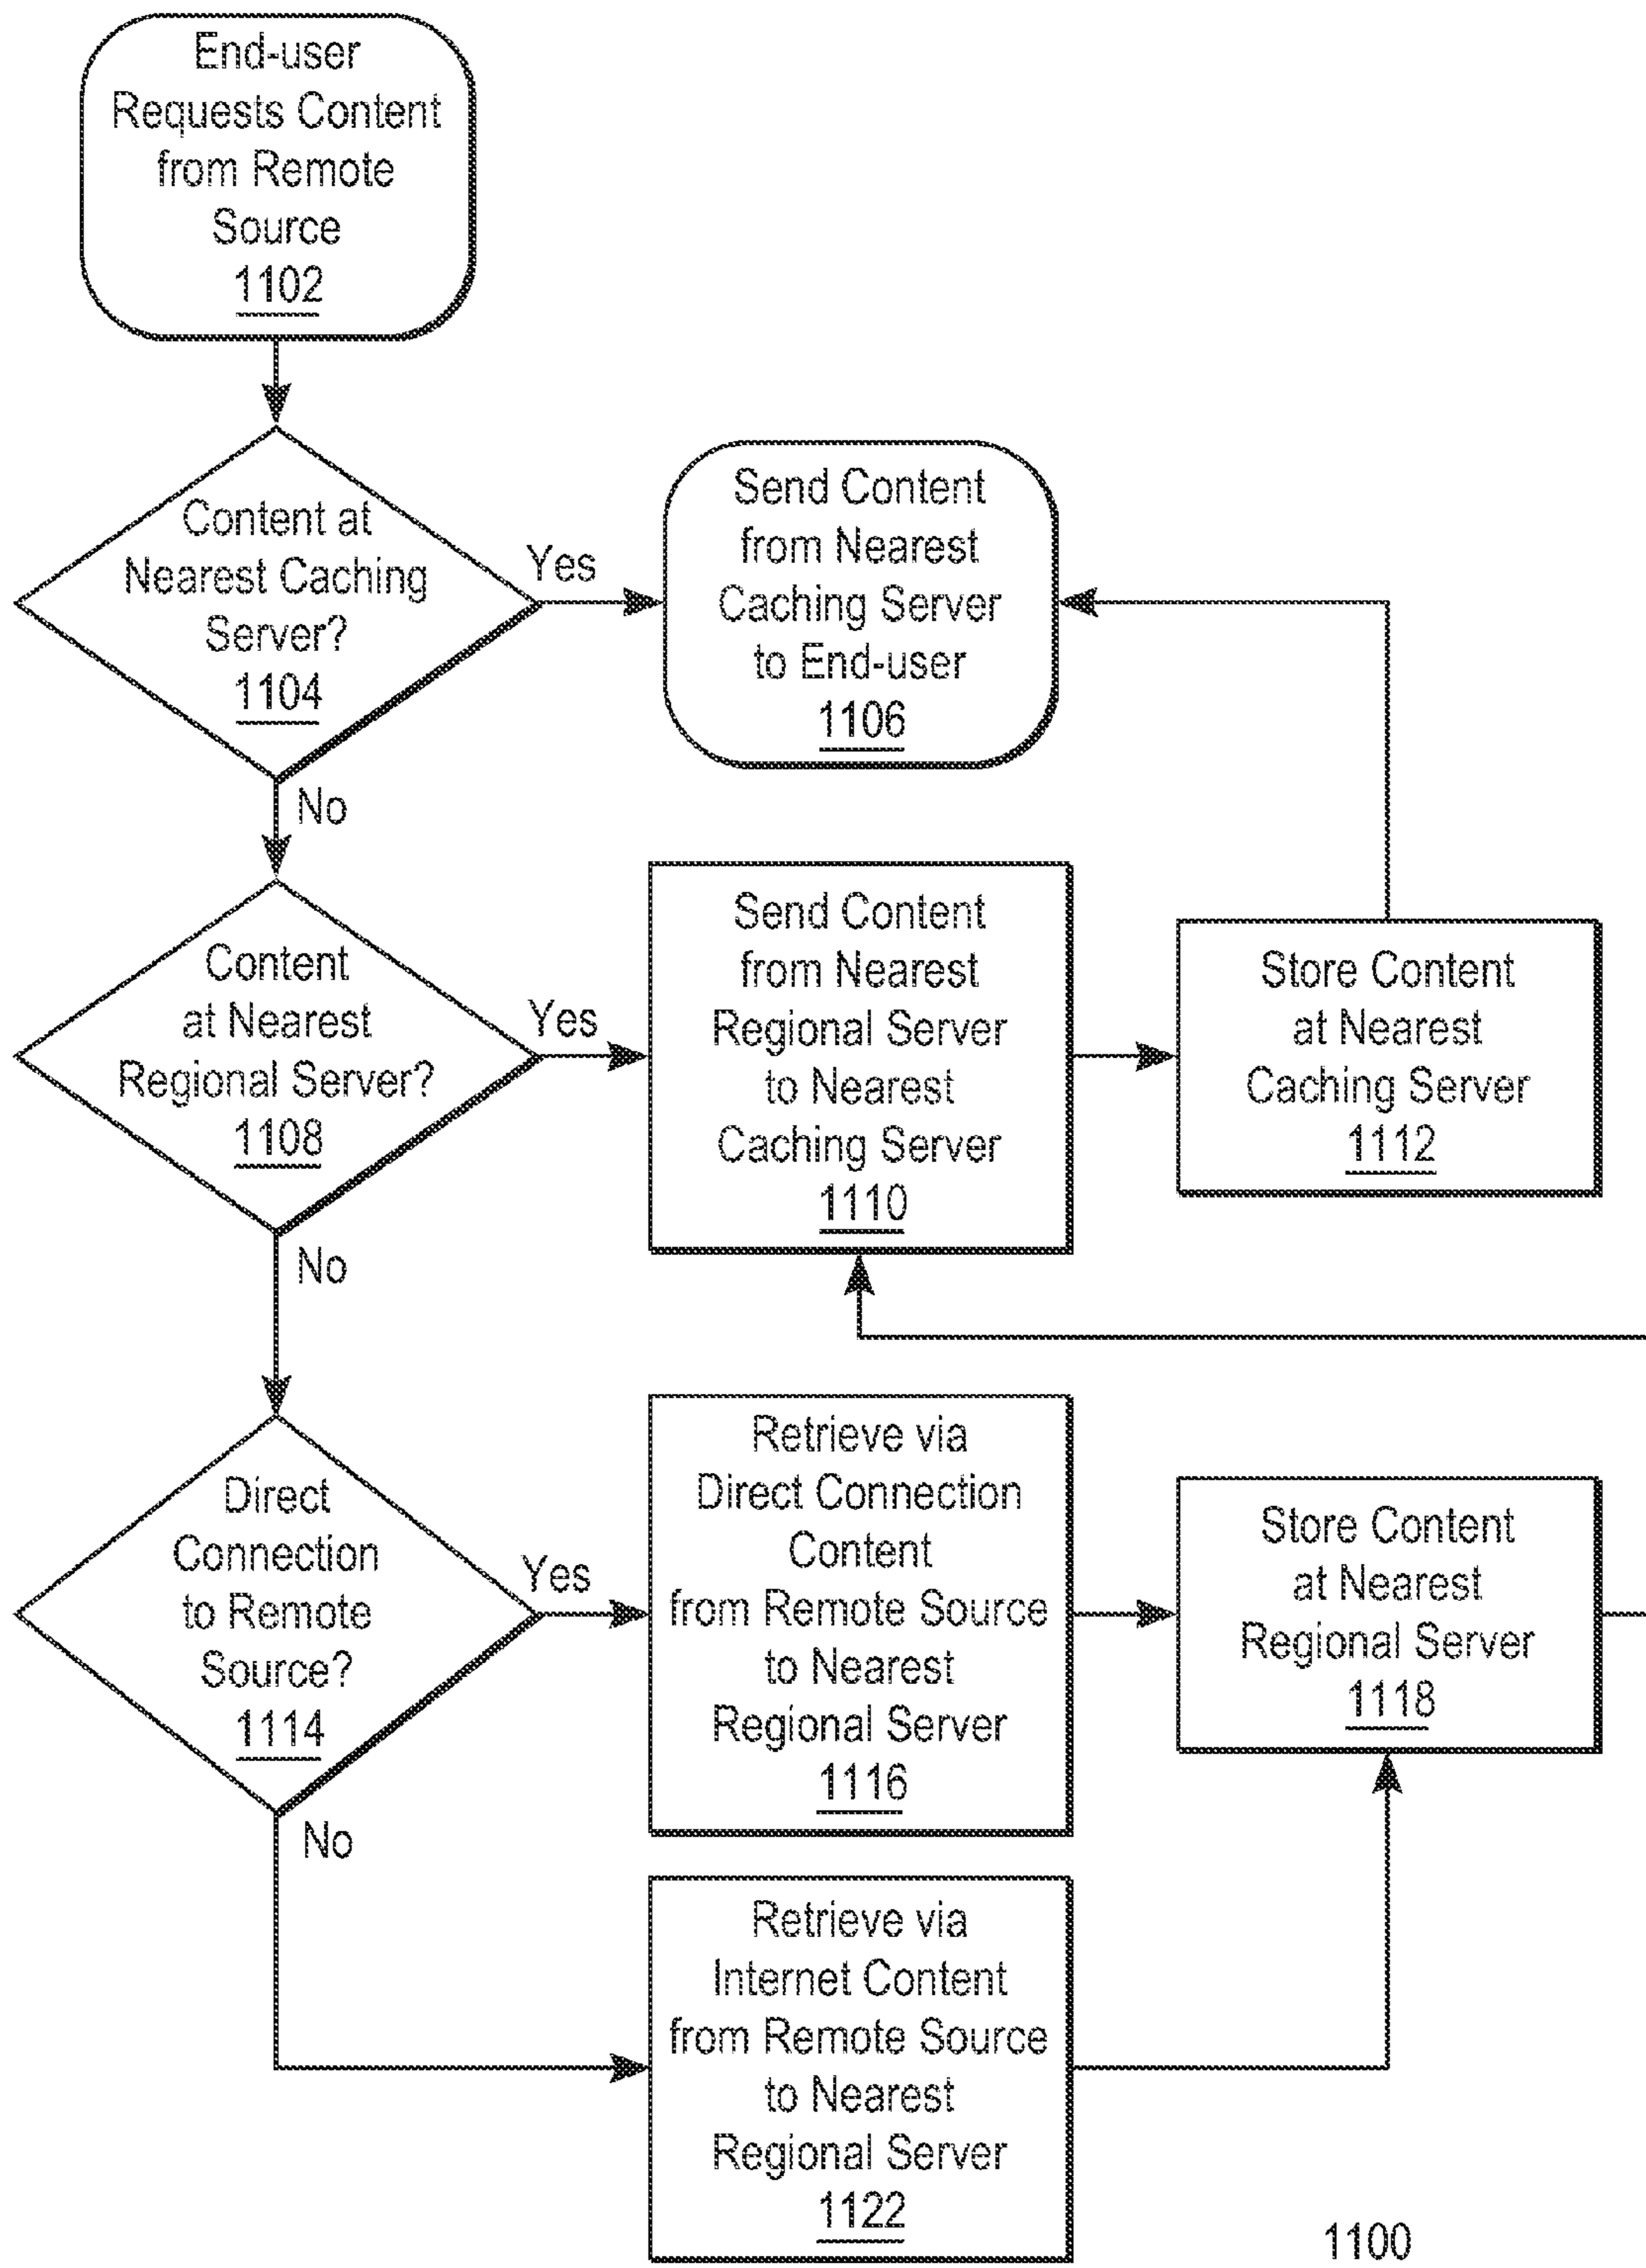 End-user
Requests Content
from Remote
Source
1102
Content at
Nearest Caching
Server?
1104
Yes
No
Send Content
from Nearest
Caching Server
to End-user
1106
Content
at Nearest
Regional Server?
1108
Yes
No
Send Content
from Nearest
Regional Server
to Nearest
Caching Server
1110
Store Content
at Nearest
Caching Server
1112
Direct
Connection
to Remote
Source?
1114
Yes
No
Retrieve via
Direct Connection
Content
from Remote Source
to Nearest
Regional Server
1116
Store Content
at Nearest
Regional Server
1118
Retrieve via
Internet Content
from Remote Source
to Nearest
Regional Server
1122
1100